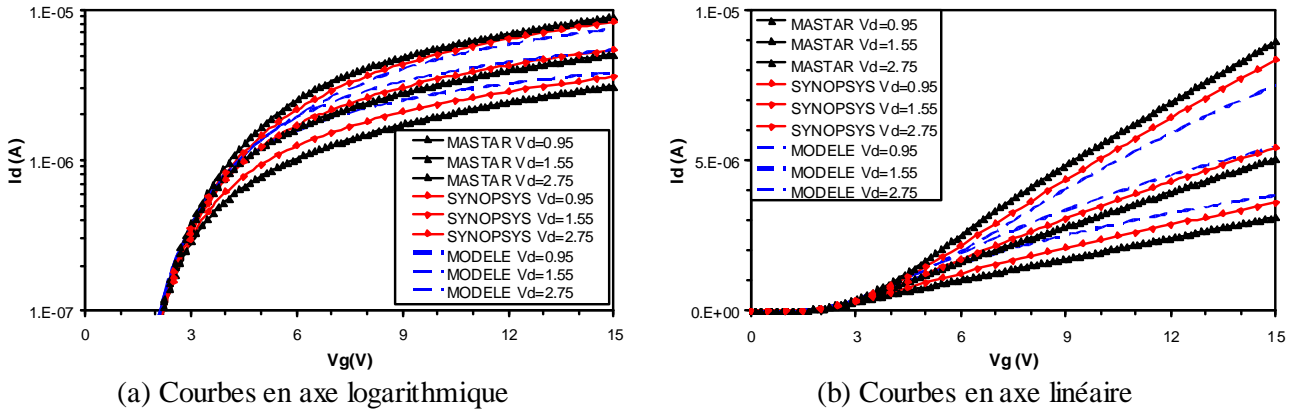 1.E-05
1.E-06
1.E-07
Id (A)
0
3
6
9
12
15
Vg(V)
MASTAR Vd=0.95
MASTAR Vd=1.55
MASTAR Vd=2.75
SYNOPSYS Vd=0.95
SYNOPSYS Vd=1.55
SYNOPSYS Vd=2.75
MODELE Vd=0.95
MODELE Vd=1.55
MODELE Vd=2.75
(a) Courbes en axe logarithmique
1.E-05
5.E-06
0.E+00
Id (A)
0
3
6
9
12
15
Vg (V)
MASTAR Vd=0.95
MASTAR Vd=1.55
MASTAR Vd=2.75
SYNOPSYS Vd=0.95
SYNOPSYS Vd=1.55
SYNOPSYS Vd=2.75
MODELE Vd=0.95
MODELE Vd=1.55
MODELE Vd=2.75
(b) Courbes en axe linéaire